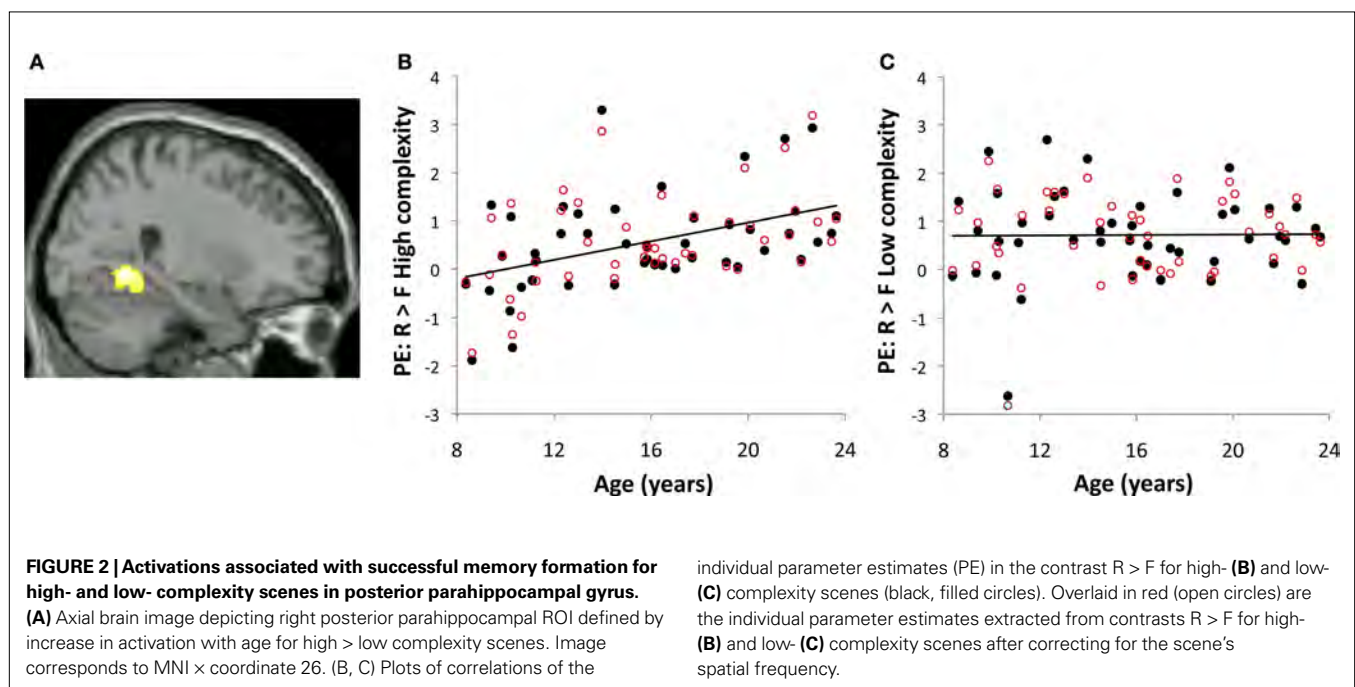 A
B
C
PE: R > F High complexity
4
3
2
1
0
-1
-2
-3
8
12
16
20
24
Age (years)
PE: R > F Low complexity
4
3
2
1
0
-1
-2
-3
8
12
16
20
24
Age (years)
FIGURE 2 | Activations associated with successful memory formation for
high- and low- complexity scenes in posterior parahippocampal gyrus.
(A) Axial brain image depicting right posterior parahippocampal ROI defined by
increase in activation with age for high > low complexity scenes. Image
corresponds to MNI × coordinate 26. (B, C) Plots of correlations of the
individual parameter estimates (PE) in the contrast R > F for high- (B) and low-
(C) complexity scenes (black, filled circles). Overlaid in red (open circles) are
the individual parameter estimates extracted from contrasts R > F for high-
(B) and low- (C) complexity scenes after correcting for the scene's
spatial frequency.